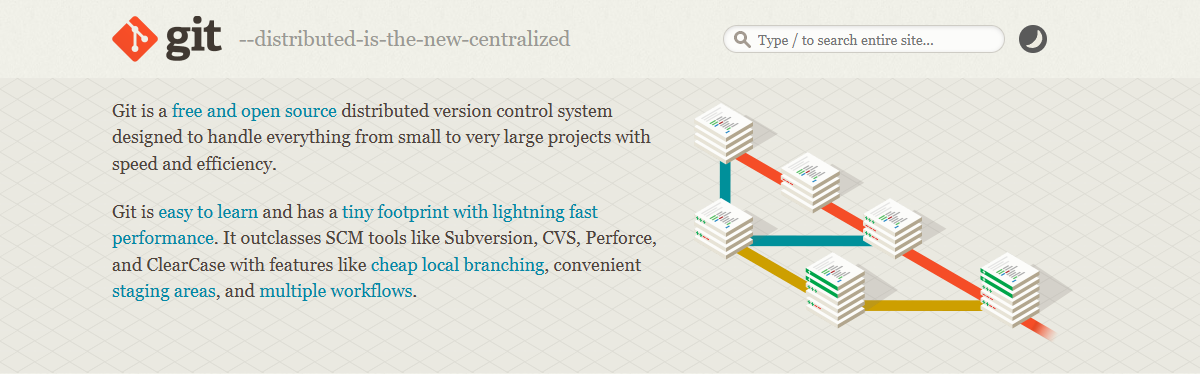 git --distributed-is-the-new-centralized
Type / to search entire site...
Git is a free and open source distributed version control system
designed to handle everything from small to very large projects with
speed and efficiency.
Git is easy to learn and has a tiny footprint with lightning fast
performance. It outclasses SCM tools like Subversion, CVS, Perforce,
and ClearCase with features like cheap local branching, convenient
staging areas, and multiple workflows.